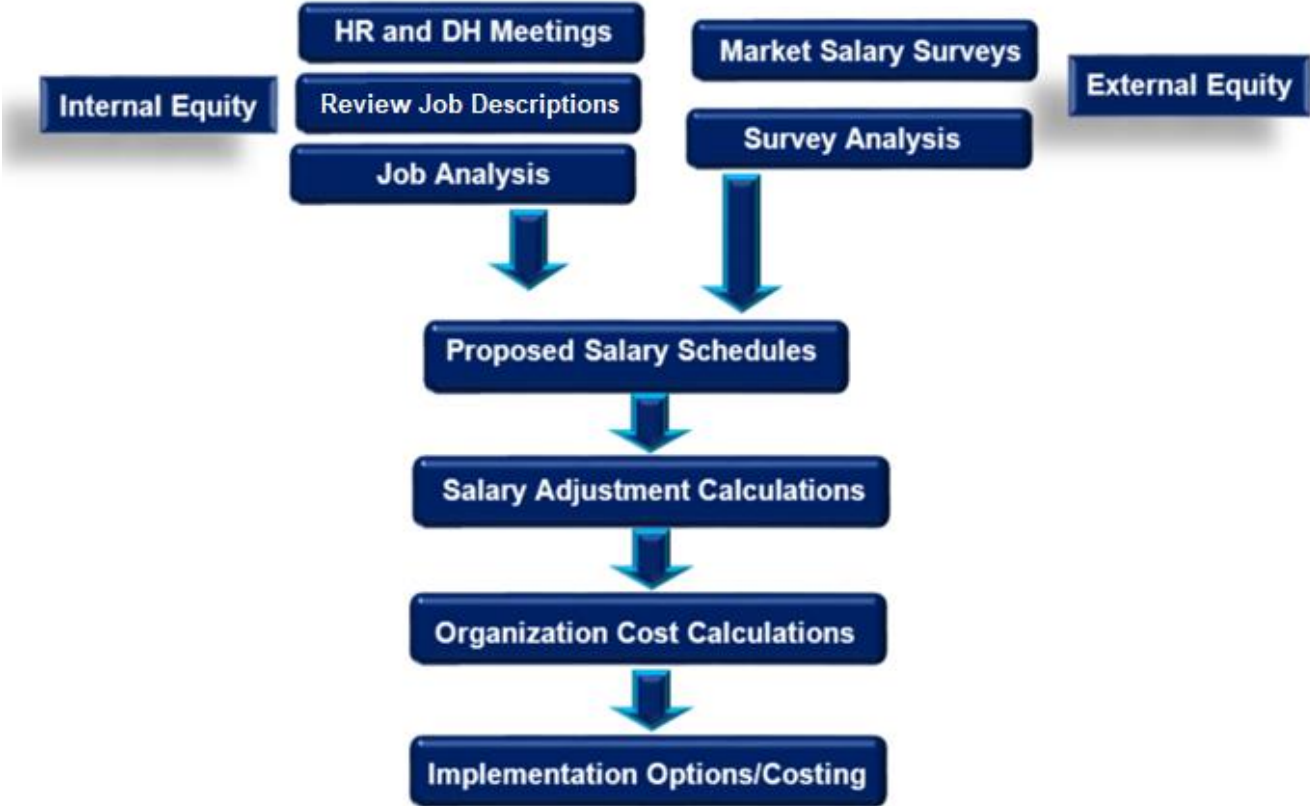 HR and DH Meetings
Market Salary Surveys
Internal Equity
Review Job Descriptions
External Equity
Survey Analysis
Job Analysis
Proposed Salary Schedules
Salary Adjustment Calculations
Organization Cost Calculations
Implementation Options/Costing